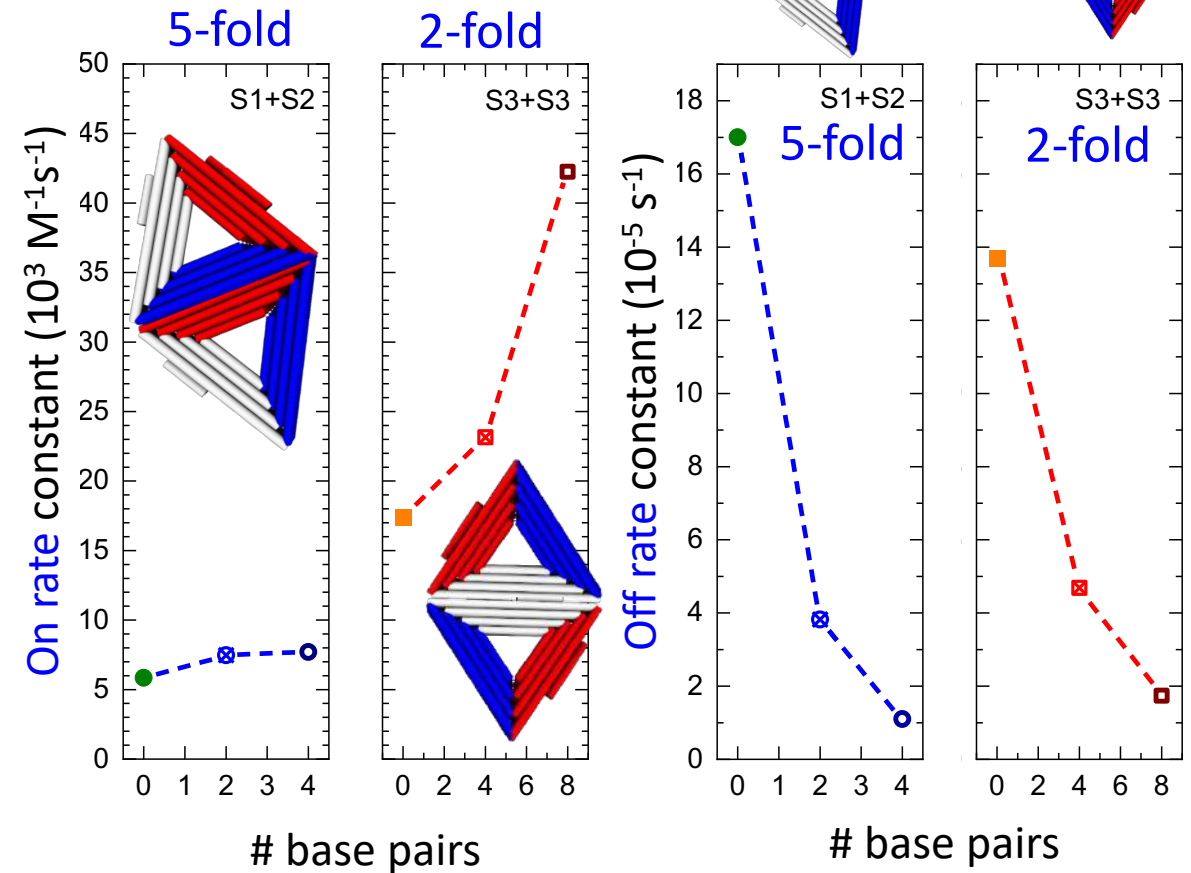 5-fold
2-fold
On rate constant (10³ M⁻¹s⁻¹)
50
45
40
35
30
25
20
15
10
5
0
S1+S2
0 1 2 3 4
S3+S3
0 2 4 6 8
# base pairs
Off rate constant (10⁻⁵ s⁻¹)
18
16
14
12
10
8
6
4
2
0
S1+S2
5-fold
0 1 2 3 4
S3+S3
2-fold
0 2 4 6 8
# base pairs